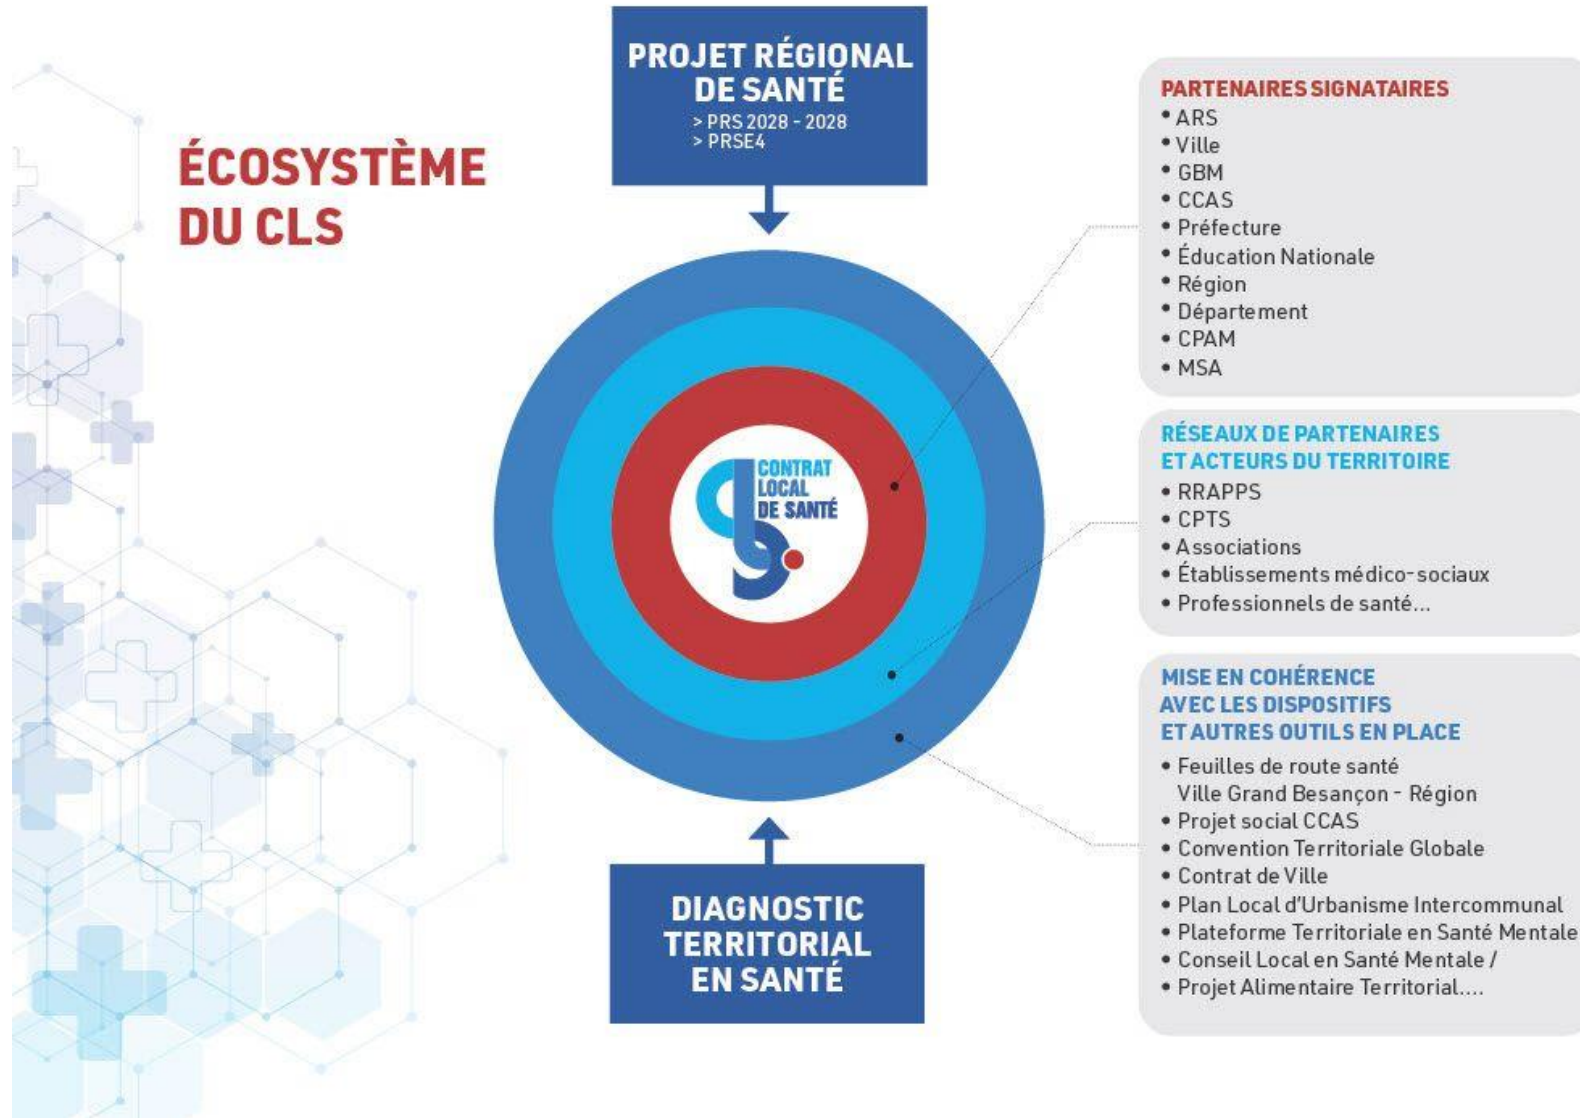 ÉCOSYSTÈME
DU CLS
PROJET RÉGIONAL
DE SANTÉ
> PRS 2028 - 2028
> PRSE4
CONTRAT
LOCAL
DE SANTÉ
DIAGNOSTIC
TERRITORIAL
EN SANTÉ
PARTENAIRES SIGNATAIRES
• ARS
• Ville
• GBM
• CCAS
• Préfecture
• Éducation Nationale
• Région
• Département
• CPAM
• MSA
RÉSEAUX DE PARTENAIRES
ET ACTEURS DU TERRITOIRE
• RRAPPS
• CPTS
• Associations
• Établissements médico-sociaux
• Professionnels de santé...
MISE EN COHÉRENCE
AVEC LES DISPOSITIFS
ET AUTRES OUTILS EN PLACE
• Feuilles de route santé
Ville Grand Besançon - Région
• Projet social CCAS
• Convention Territoriale Globale
• Contrat de Ville
• Plan Local d'Urbanisme Intercommunal
• Plateforme Territoriale en Santé Mentale
• Conseil Local en Santé Mentale /
• Projet Alimentaire Territorial....